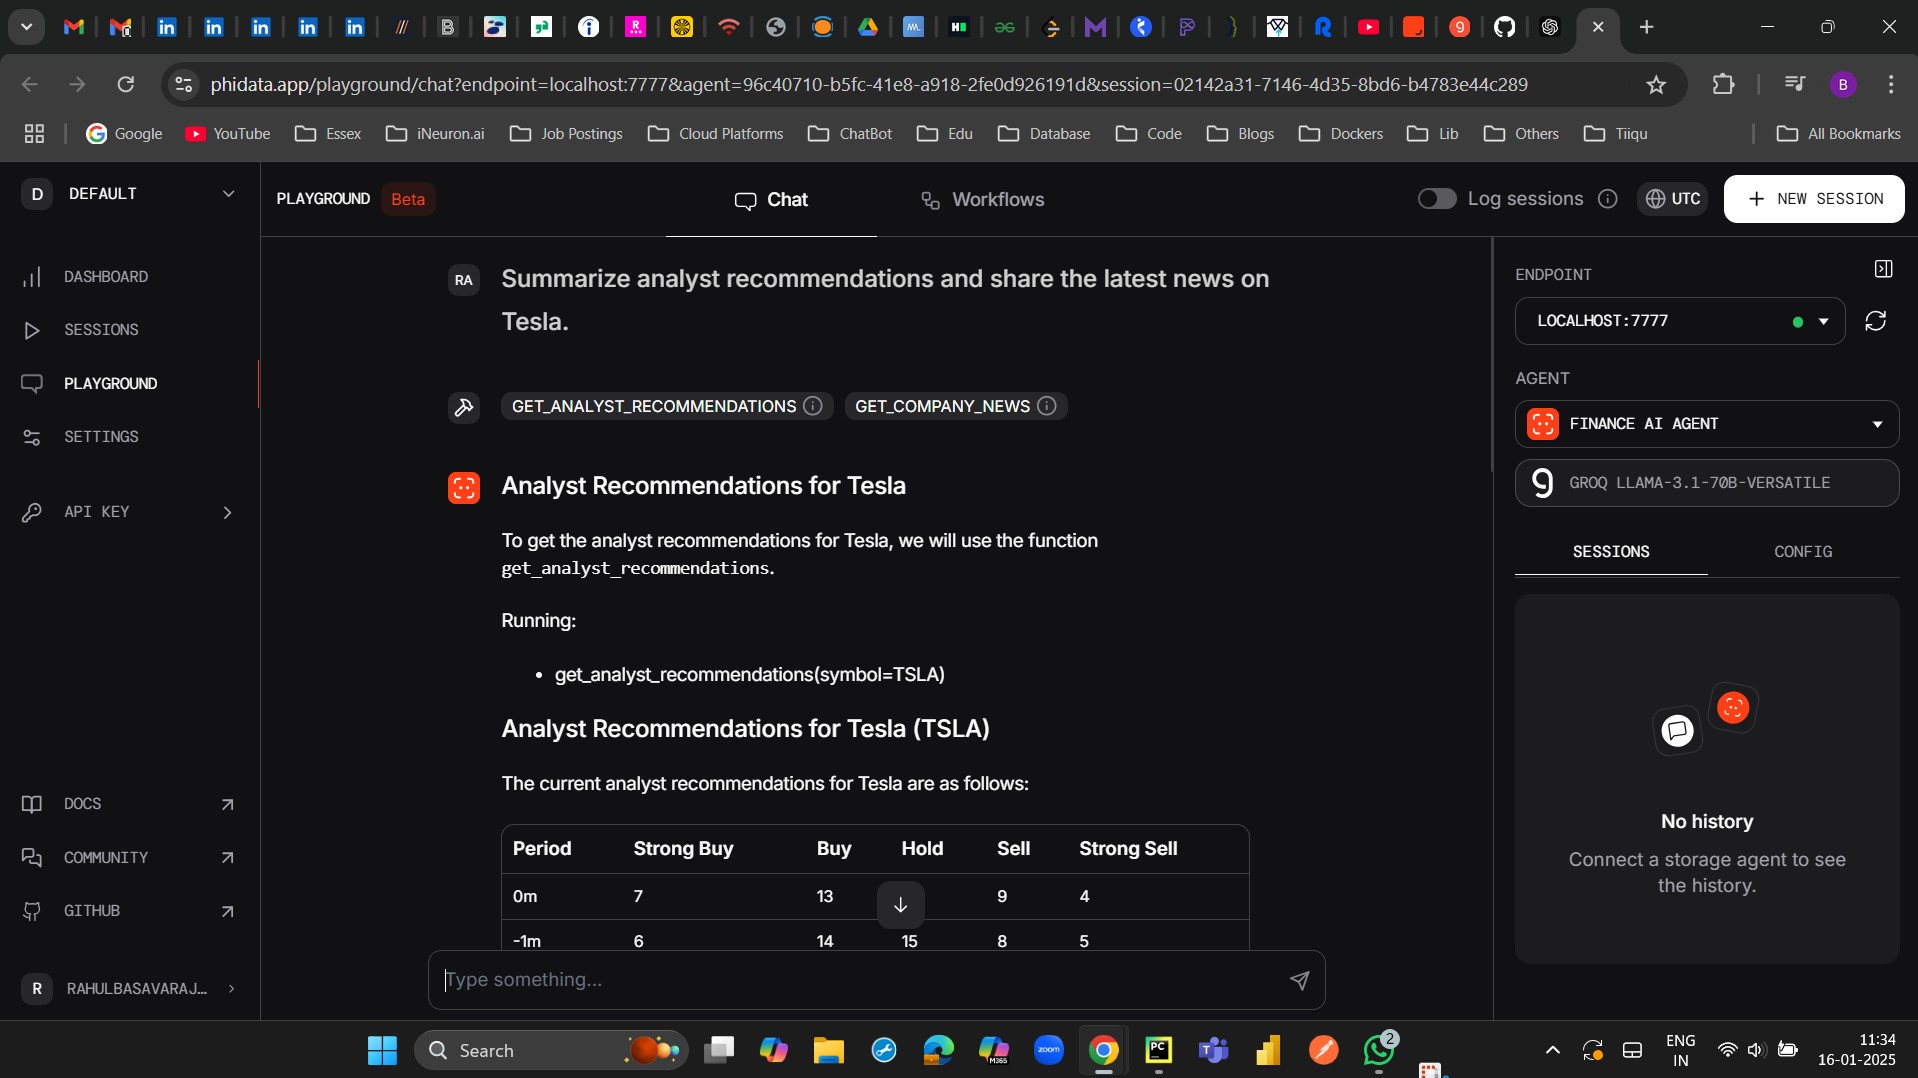 phidata.app/playground/chat?endpoint=localhost:7777&agent=96c40710-b5fc-41e8-a918-2fe0d926191d&session=02142a31-7146-4d35-8bd6-b4783e44c289
B
Google YouTube Essex iNeuron.ai Job Postings Cloud Platforms ChatBot Edu Database Code Blogs Dockers Lib Others Tiiqu All Bookmarks
D DEFAULT
PLAYGROUND Beta Chat Workflows Log sessions UTC + NEW SESSION
DASHBOARD
SESSIONS
PLAYGROUND
SETTINGS
API KEY
DOCS
COMMUNITY
GITHUB
R RAHULBASAVARAJ...
RA Summarize analyst recommendations and share the latest news on
Tesla.
GET_ANALYST_RECOMMENDATIONS GET_COMPANY_NEWS
Analyst Recommendations for Tesla
To get the analyst recommendations for Tesla, we will use the function
get_analyst_recommendations.
Running:
• get_analyst_recommendations(symbol=TSLA)
Analyst Recommendations for Tesla (TSLA)
The current analyst recommendations for Tesla are as follows:
Period Strong Buy Buy Hold Sell Strong Sell
0m 7 13 9 4
-1m 6 14 15 8 5
Type something...
ENDPOINT
LOCALHOST:7777
AGENT
FINANCE AI AGENT
GROQ LLAMA-3.1-70B-VERSATILE
SESSIONS CONFIG
No history
Connect a storage agent to see
the history.
Search
zoom
2
ENG
IN
11:34
16-01-2025